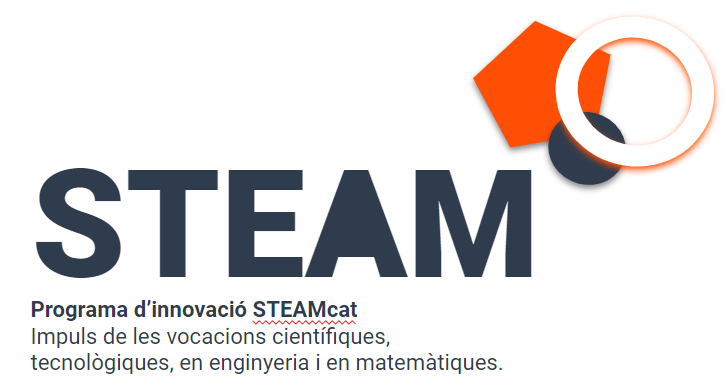 STEAM
Programa d’innovació STEAMcat
Impuls de les vocacions científiques,
tecnològiques, en enginyeria i en matemàtiques.